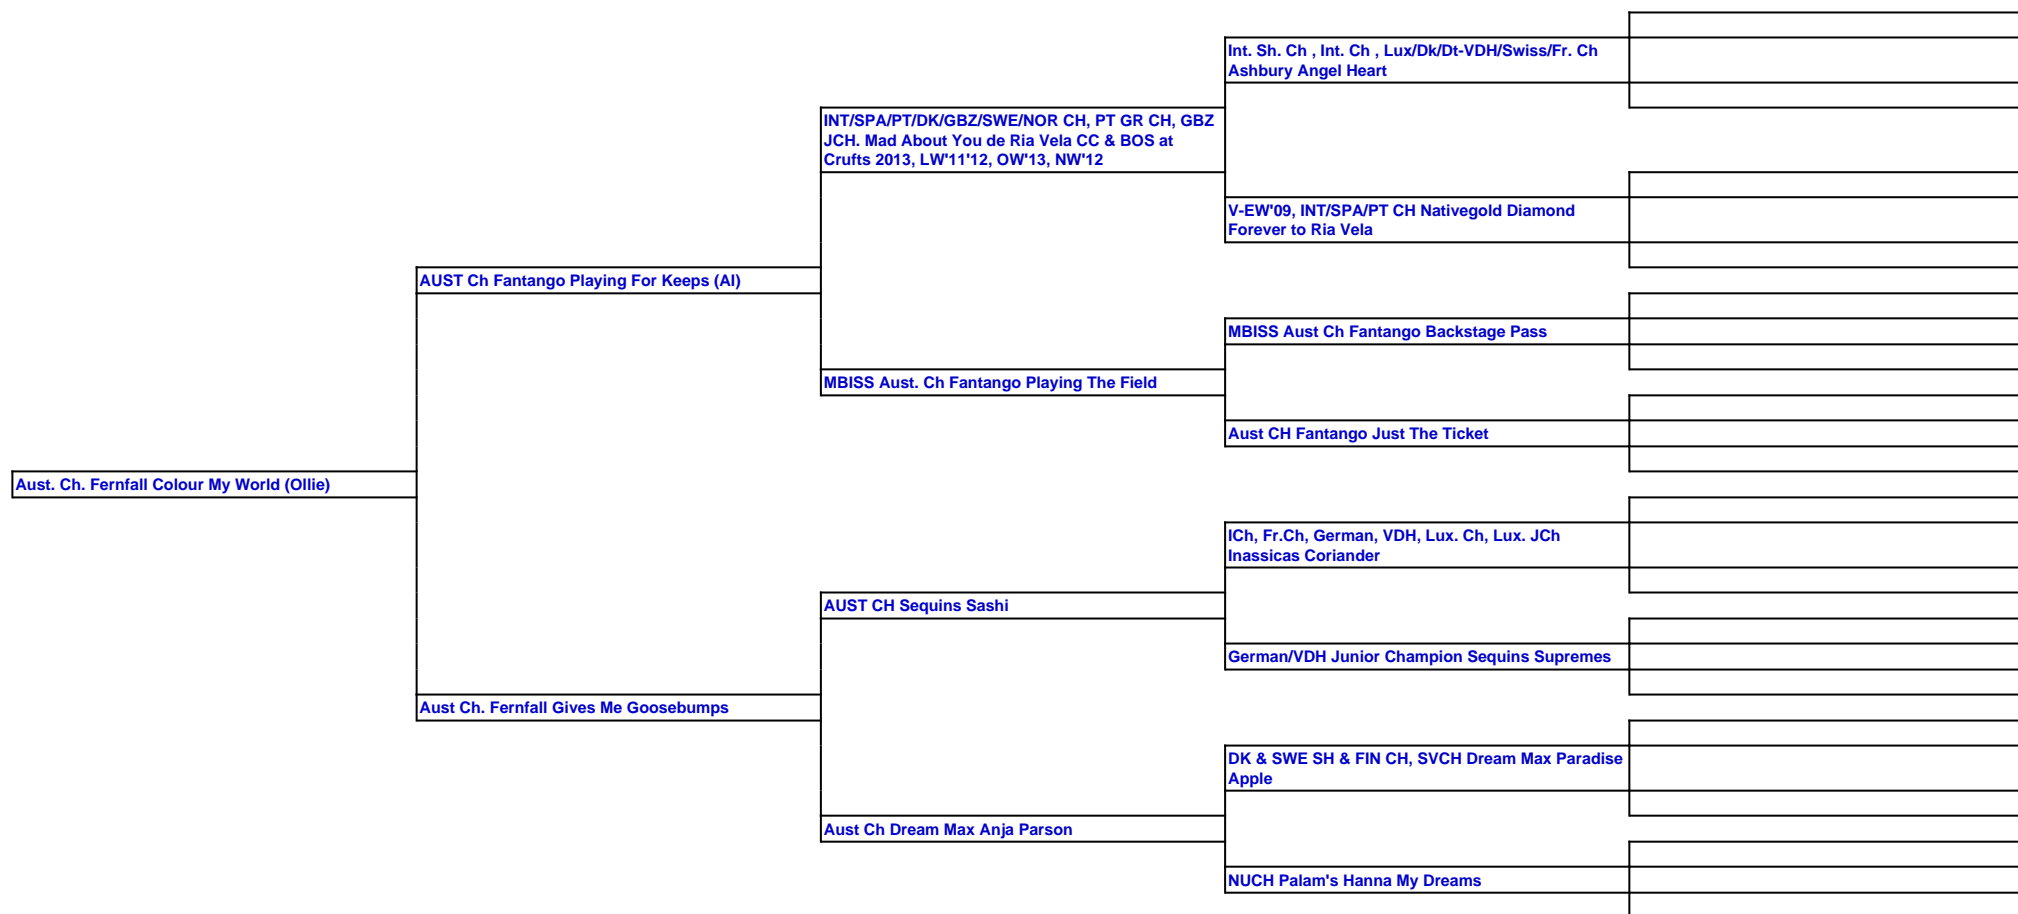 Int. Sh. Ch , Int. Ch , Lux/Dk/Dt-VDH/Swiss/Fr. Ch
Ashbury Angel Heart
INT/SPA/PT/DK/GBZ/SWE/NOR CH, PT GR CH, GBZ
JCH. Mad About You de Ria Vela CC & BOS at
Crufts 2013, LW'11'12, OW'13, NW'12
V-EW'09, INT/SPA/PT CH Nativegold Diamond
Forever to Ria Vela
AUST Ch Fantango Playing For Keeps (AI)
MBISS Aust Ch Fantango Backstage Pass
MBISS Aust. Ch Fantango Playing The Field
Aust CH Fantango Just The Ticket
Aust. Ch. Fernfall Colour My World (Ollie)
ICh, Fr.Ch, German, VDH, Lux. Ch, Lux. JCh
Inassicas Coriander
AUST CH Sequins Sashi
German/VDH Junior Champion Sequins Supremes
Aust Ch. Fernfall Gives Me Goosebumps
DK & SWE SH & FIN CH, SVCH Dream Max Paradise
Apple
Aust Ch Dream Max Anja Parson
NUCH Palam's Hanna My Dreams